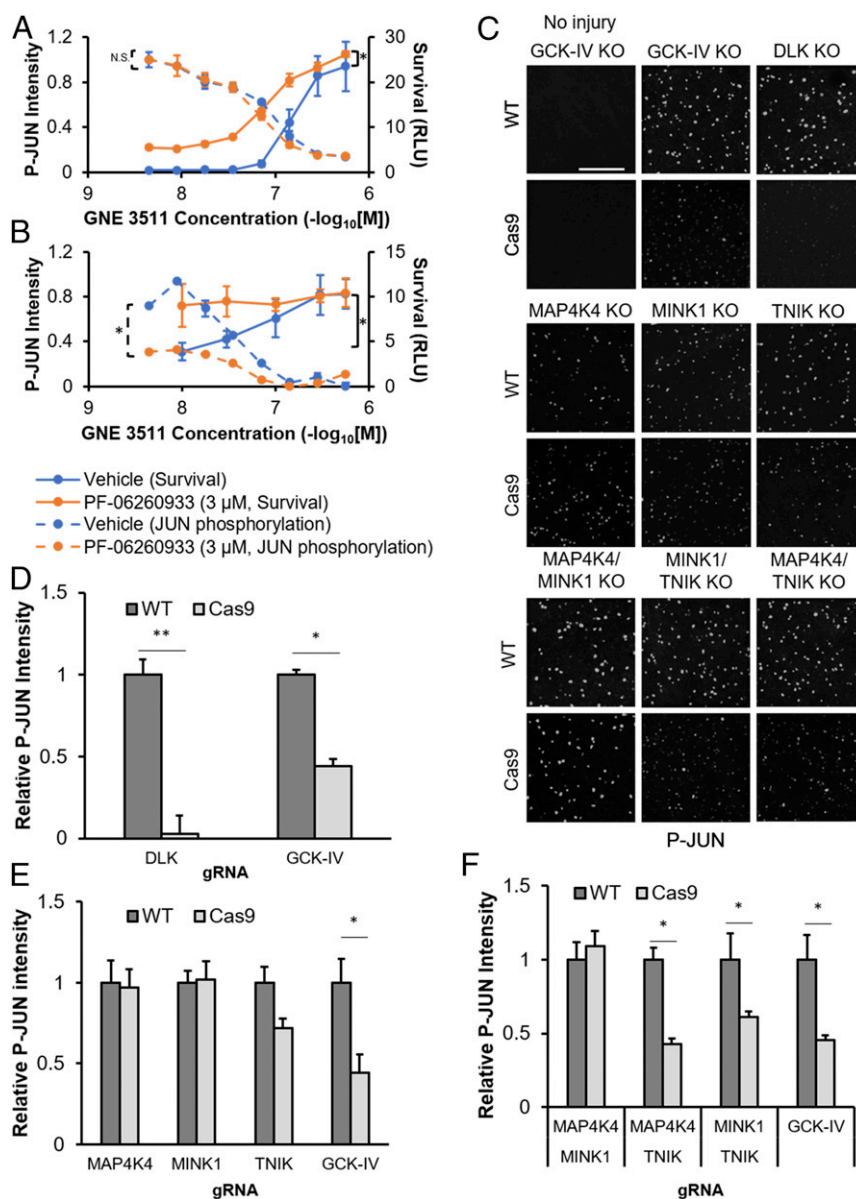 A
1.2
0.8
0.4
0
P-JUN Intensity
30
20
10
0
Survival (RLU)
N.S.
*
9 8 7 6
GNE 3511 Concentration (-log10[M])
B
1.2
0.8
0.4
0
P-JUN Intensity
15
10
5
0
Survival (RLU)
*
*
9 8 7 6
GNE 3511 Concentration (-log10[M])
Vehicle (Survival)
PF-06260933 (3 µM, Survival)
Vehicle (JUN phosphorylation)
PF-06260933 (3 µM, JUN phosphorylation)
C
No injury
GCK-IV KO GCK-IV KO DLK KO
WT
Cas9
MAP4K4 KO MINK1 KO TNIK KO
WT
Cas9
MAP4K4/ MINK1/ MAP4K4/
MINK1 KO TNIK KO TNIK KO
WT
Cas9
P-JUN
D
1.5
1
0.5
0
Relative P-JUN Intensity
WT Cas9
**
*
DLK GCK-IV
gRNA
E
1.5
1
0.5
0
Relative P-JUN Intensity
WT Cas9
*
MAP4K4 MINK1 TNIK GCK-IV
gRNA
F
1.5
1
0.5
0
Relative P-JUN Intensity
WT Cas9
* * *
MAP4K4 MAP4K4 MINK1 GCK-IV
MINK1 TNIK TNIK
gRNA